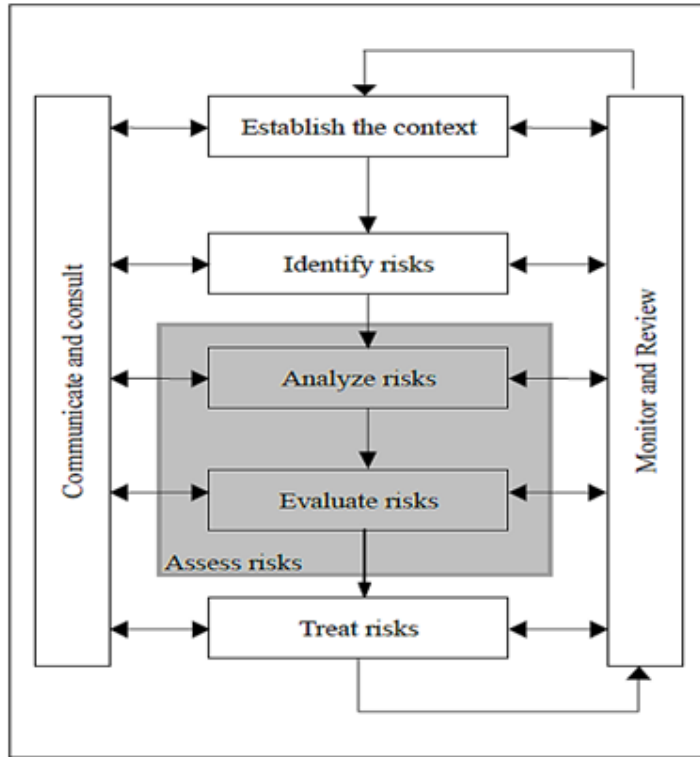 Establish the context
Identify risks
Analyze risks
Evaluate risks
Assess risks
Treat risks
Communicate and consult
Monitor and Review